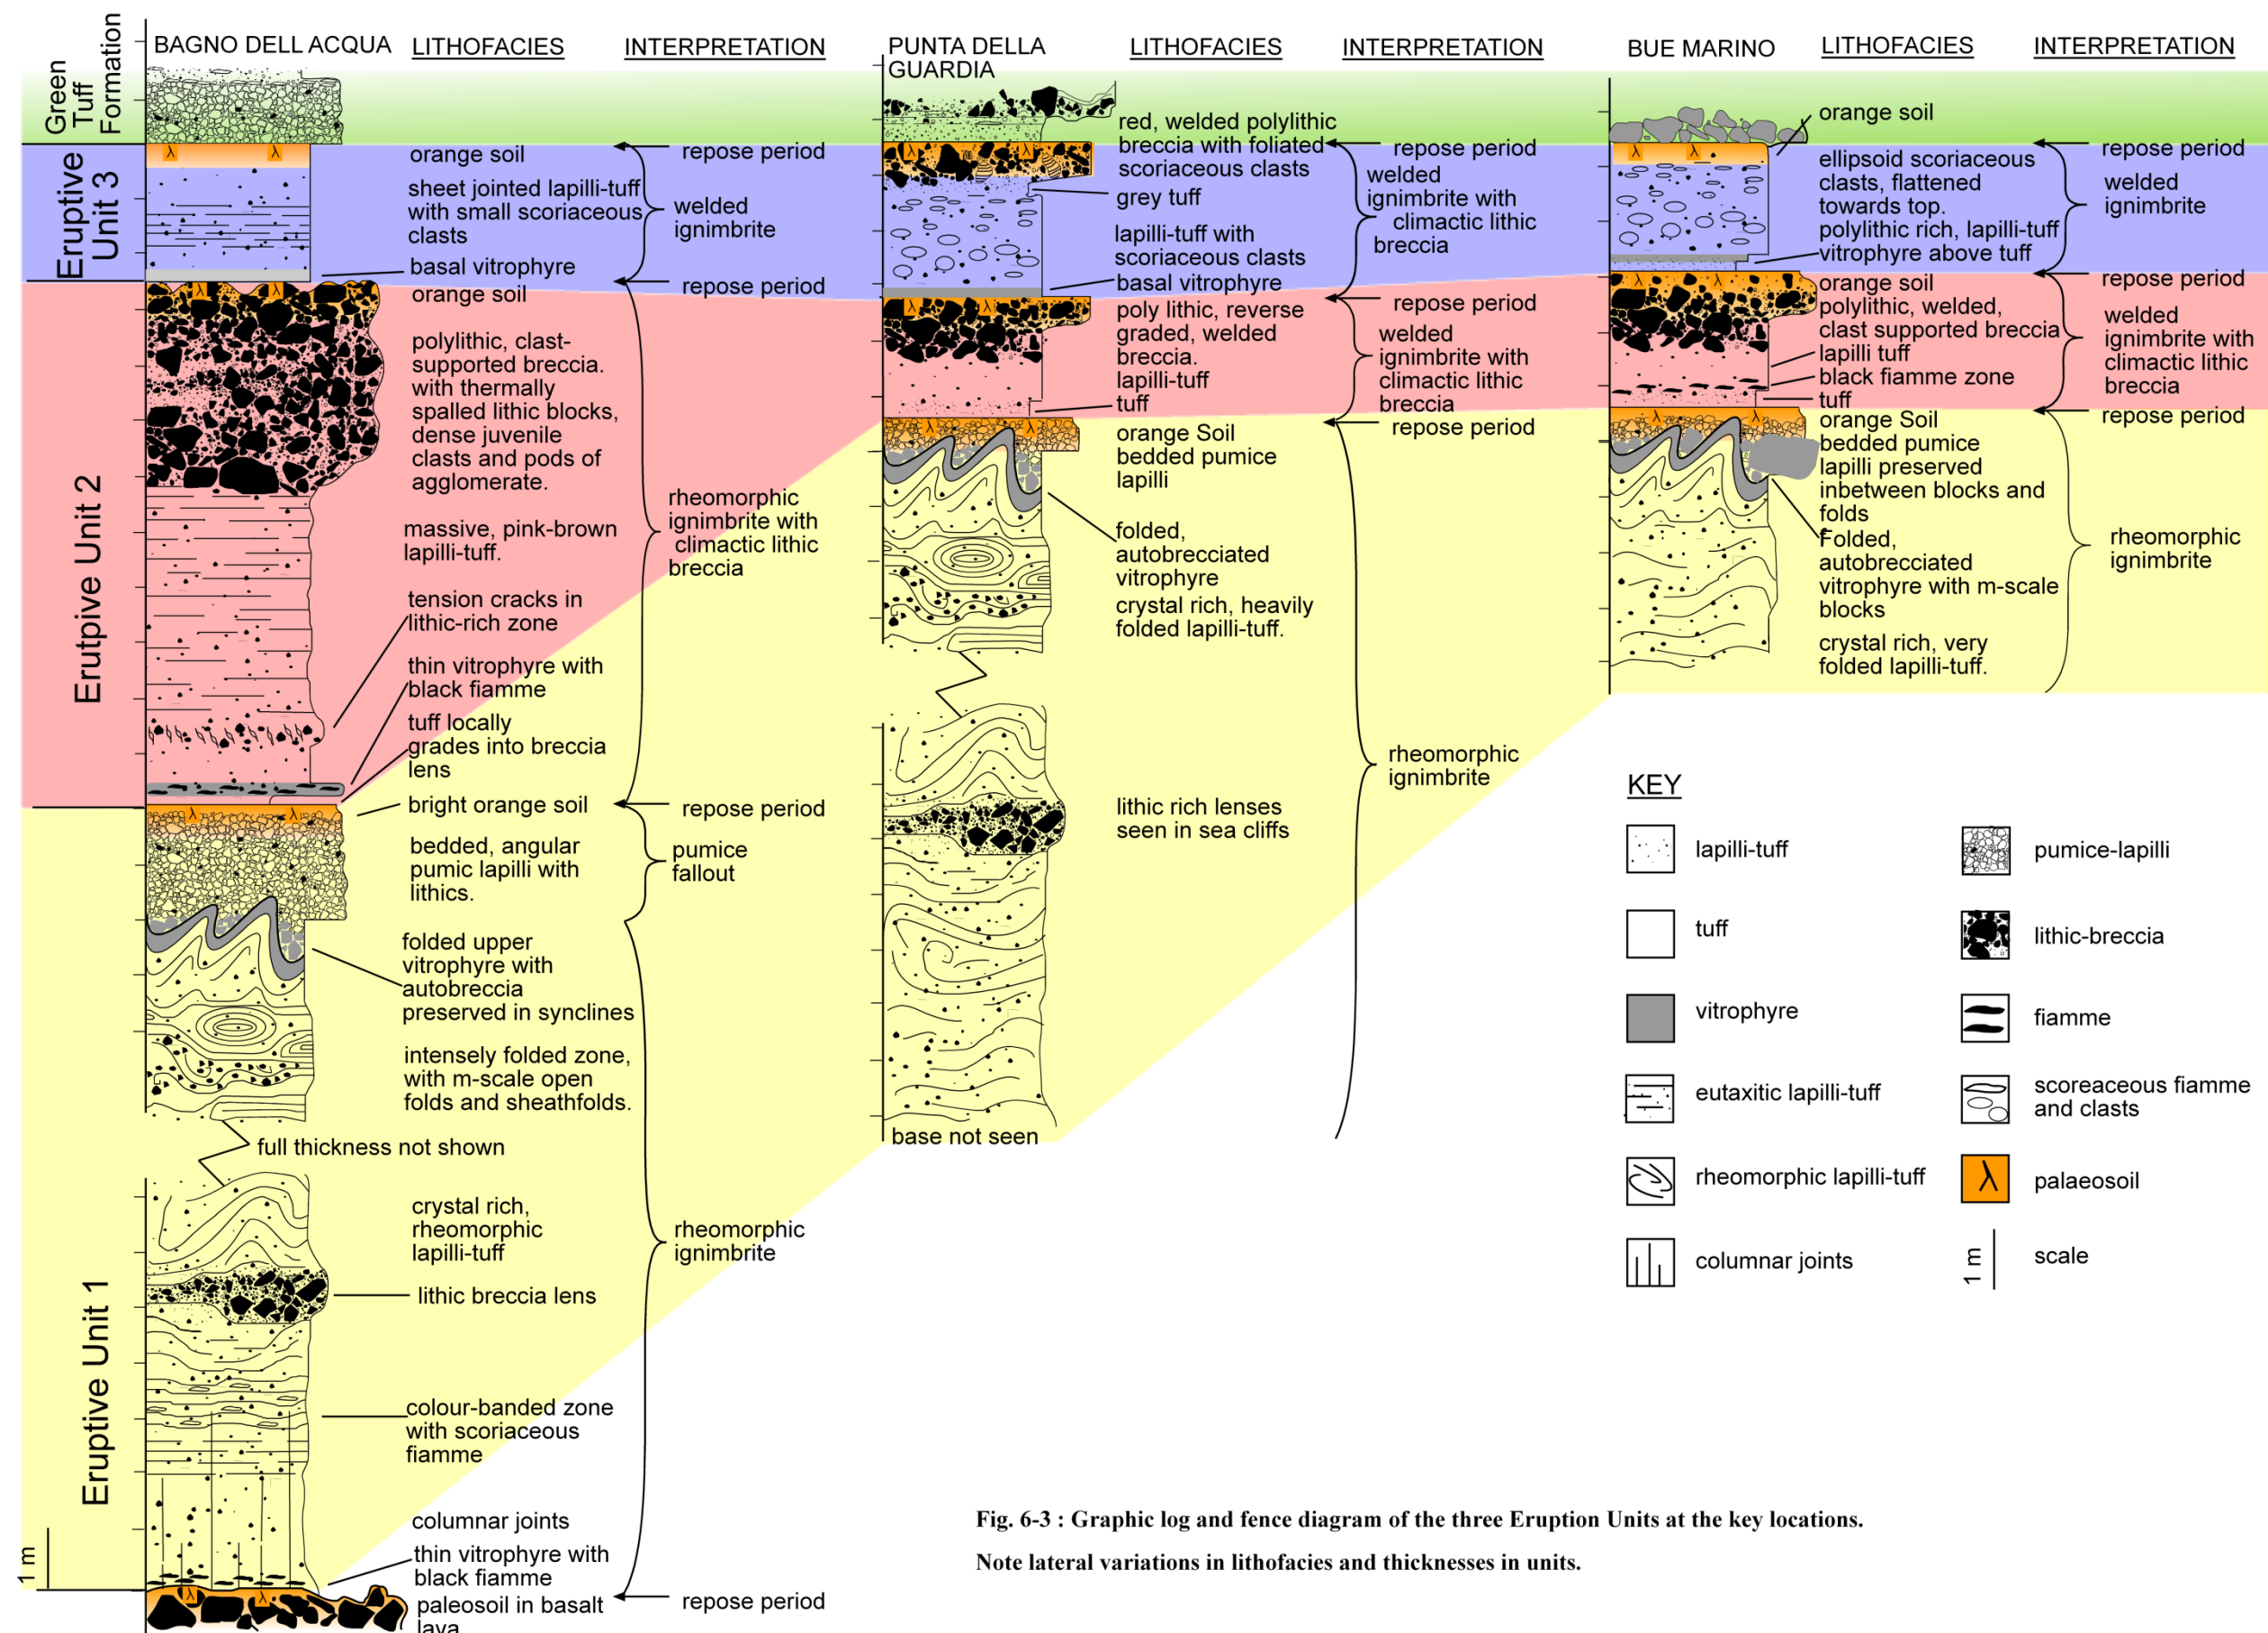 Green
Tuff
Formation
Eruptive
Unit 3
Erutpive Unit 2
Eruptive Unit 1
1 m
BAGNO DELL ACQUA
LITHOFACIES
INTERPRETATION
orange soil
sheet jointed lapilli-tuff
with small scoriaceous
clasts
basal vitrophyre
orange soil
polylithic, clast-
supported breccia.
with thermally
spalled lithic blocks,
dense juvenile
clasts and pods of
agglomerate.
massive, pink-brown
lapilli-tuff.
tension cracks in
lithic-rich zone
thin vitrophyre with
black fiamme
tuff locally
grades into breccia
lens
bright orange soil
bedded, angular
pumic lapilli with
lithics.
folded upper
vitrophyre with
autobreccia
preserved in synclines
intensely folded zone,
with m-scale open
folds and sheathfolds.
full thickness not shown
crystal rich,
rheomorphic
lapilli-tuff
lithic breccia lens
colour-banded zone
with scoriaceous
fiamme
columnar joints
thin vitrophyre with
black fiamme
paleosoil in basalt
lava
repose period
welded
ignimbrite
repose period
rheomorphic
ignimbrite with
climactic lithic
breccia
repose period
pumice
fallout
rheomorphic
ignimbrite
repose period
PUNTA DELLA
GUARDIA
LITHOFACIES
INTERPRETATION
red, welded polylithic
breccia with foliated
scoriaceous clasts
grey tuff
lapilli-tuff with
scoriaceous clasts
basal vitrophyre
poly lithic, reverse
graded, welded
breccia.
lapilli-tuff
tuff
orange Soil
bedded pumice
lapilli
folded,
autobrecciated
vitrophyre
crystal rich, heavily
folded lapilli-tuff.
lithic rich lenses
seen in sea cliffs
base not seen
repose period
welded
ignimbrite with
climactic lithic
breccia
repose period
welded
ignimbrite with
climactic lithic
breccia
repose period
rheomorphic
ignimbrite
BUE MARINO
LITHOFACIES
INTERPRETATION
orange soil
ellipsoid scoriaceous
clasts, flattened
towards top.
polylithic rich, lapilli-tuff
vitrophyre above tuff
orange soil
polylithic, welded,
clast supported breccia
lapilli tuff
black fiamme zone
tuff
orange Soil
bedded pumice
lapilli preserved
inbetween blocks and
folds
Folded,
autobrecciated
vitrophyre with m-scale
blocks
crystal rich, very
folded lapilli-tuff.
repose period
welded
ignimbrite
repose period
welded
ignimbrite with
climactic lithic
breccia
repose period
rheomorphic
ignimbrite
KEY
lapilli-tuff
tuff
vitrophyre
eutaxitic lapilli-tuff
rheomorphic lapilli-tuff
columnar joints
pumice-lapilli
lithic-breccia
fiamme
scoreaceous fiamme
and clasts
λ
palaeosoil
1 m
scale
Fig. 6-3 : Graphic log and fence diagram of the three Eruption Units at the key locations.
Note lateral variations in lithofacies and thicknesses in units.